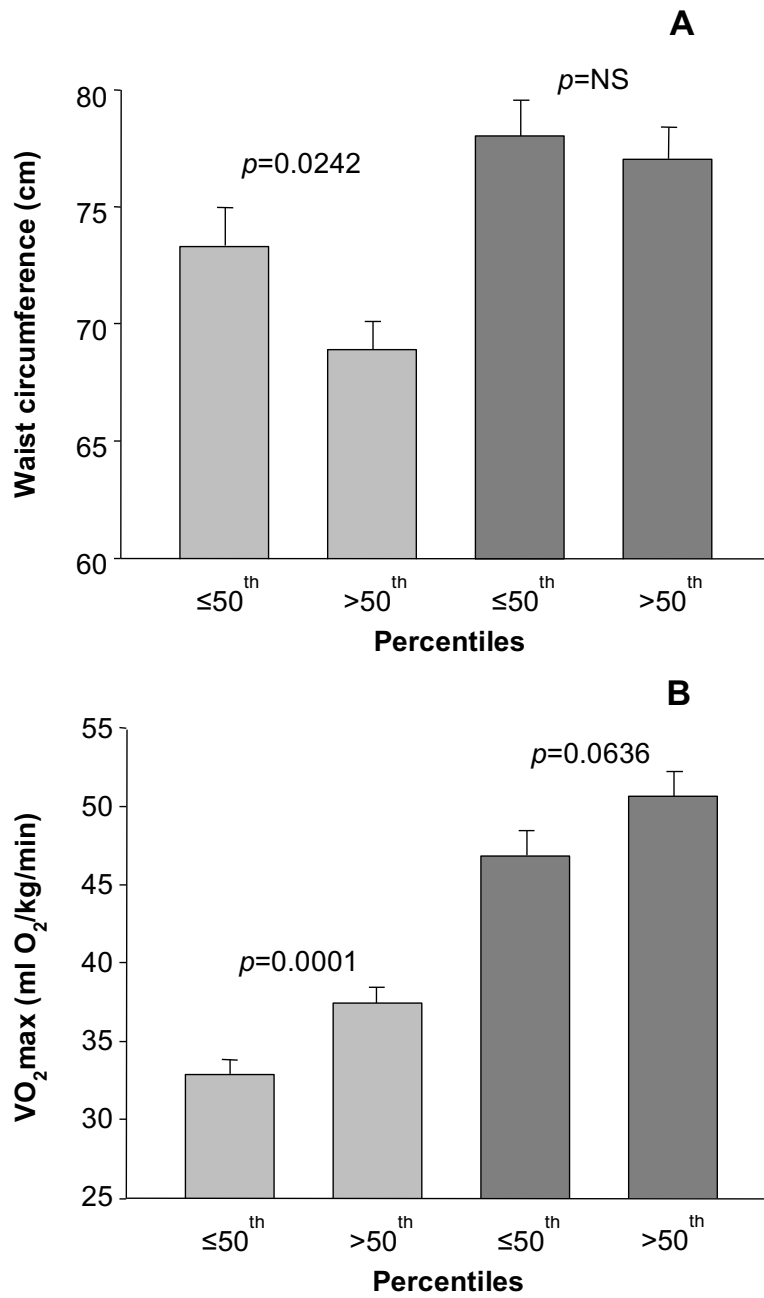 A
p=NS
80
p=0.0242
75
70
65
60
Waist circumference (cm)
≤50th >50th ≤50th >50th
Percentiles
B
55
p=0.0636
50
45
40
p=0.0001
35
30
25
VO2max (ml O2/kg/min)
≤50th >50th ≤50th >50th
Percentiles